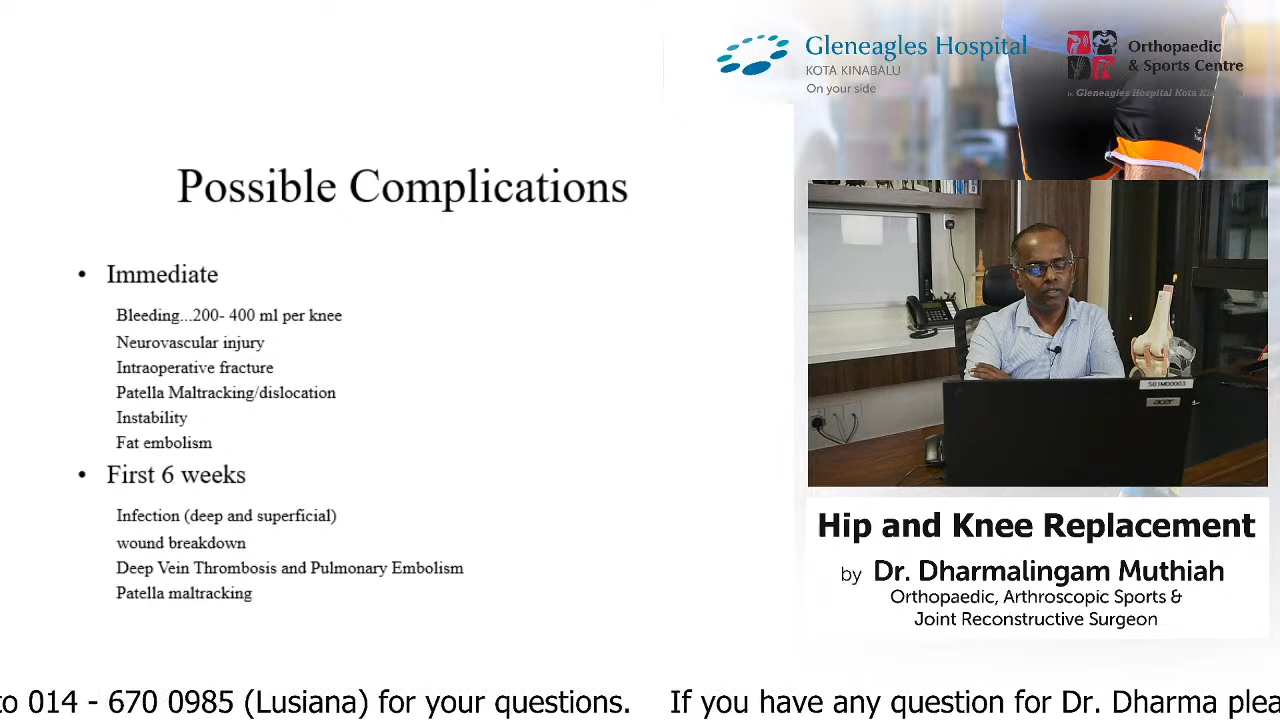 Gleneagles Hospital
KOTA KINABALU
On your side
Orthopaedic
& Sports Centre
Gleneagles Hospital Kota
Possible Complications
• Immediate
Bleeding...200- 400 ml per knee
Neurovascular injury
Intraoperative fracture
Patella Maltracking/dislocation
Instability
Fat embolism
• First 6 weeks
Infection (deep and superficial)
wound breakdown
Deep Vein Thrombosis and Pulmonary Embolism
Patella maltracking
acer
Hip and Knee Replacement
by Dr. Dharmalingam Muthiah
Orthopaedic, Arthroscopic Sports &
Joint Reconstructive Surgeon
to 014 - 670 0985 (Lusiana) for your questions. If you have any question for Dr. Dharma plea